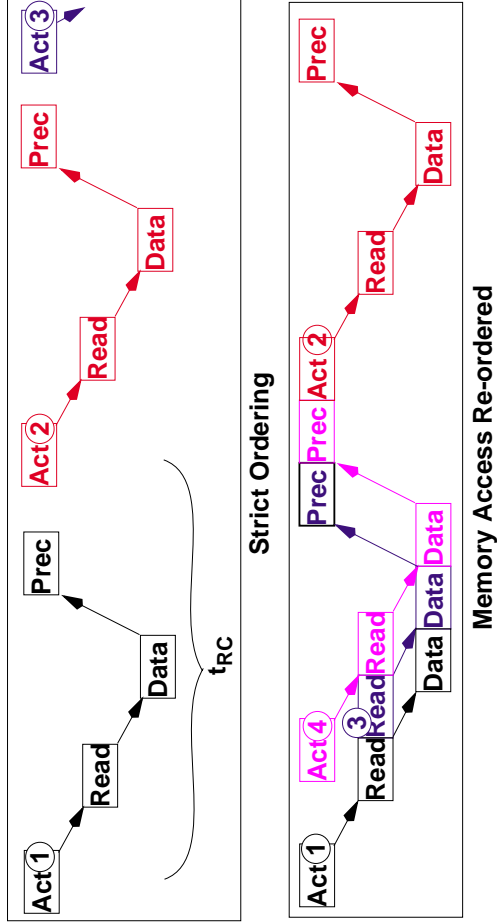 Act 1
Read
Data
Prec
tRC
Act 2
Read
Data
Prec
Act 3
Strict Ordering
Act 1
Read
Data
3
Read
Data
Prec
Act 4
Read
Data
Prec
Act 2
Read
Data
Prec
Memory Access Re-ordered